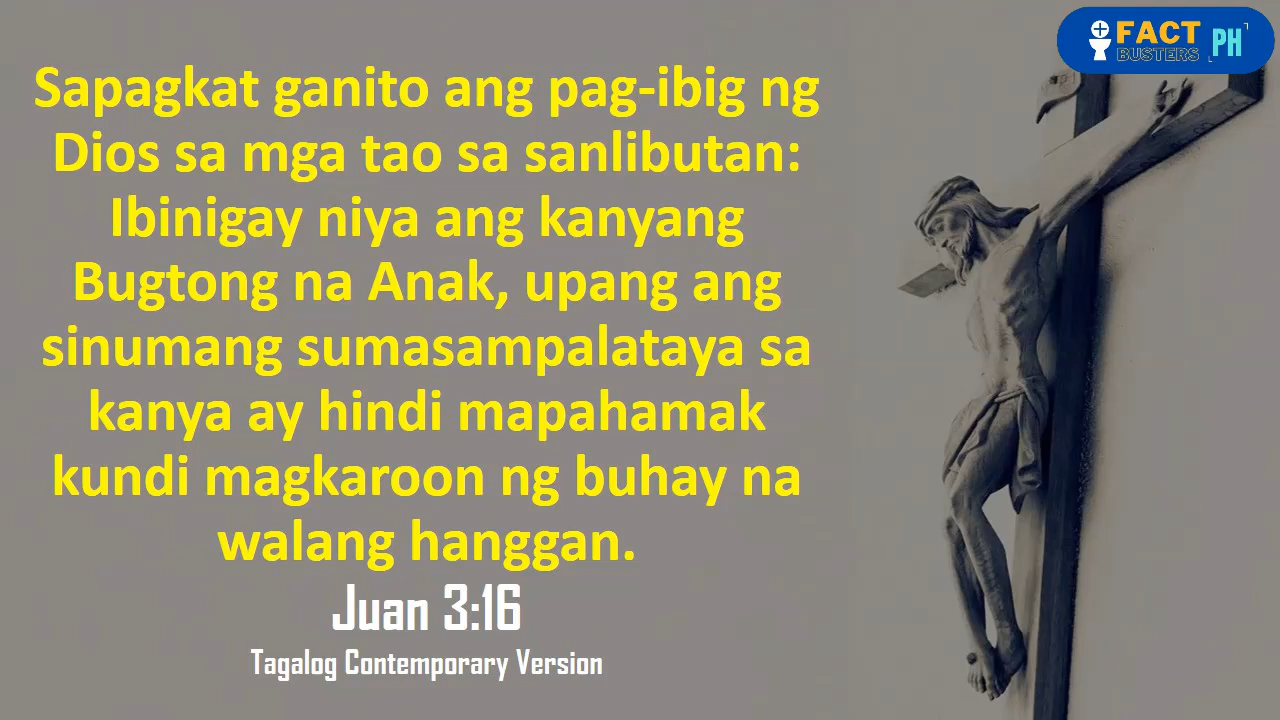 FACT
BUSTERS
PH
Sapagkat ganito ang pag-ibig ng
Dios sa mga tao sa sanlibutan:
Ibinigay niya ang kanyang
Bugtong na Anak, upang ang
sinumang sumasampalataya sa
kanya ay hindi mapahamak
kundi magkaroon ng buhay na
walang hanggan.
Juan 3:16
Tagalog Contemporary Version